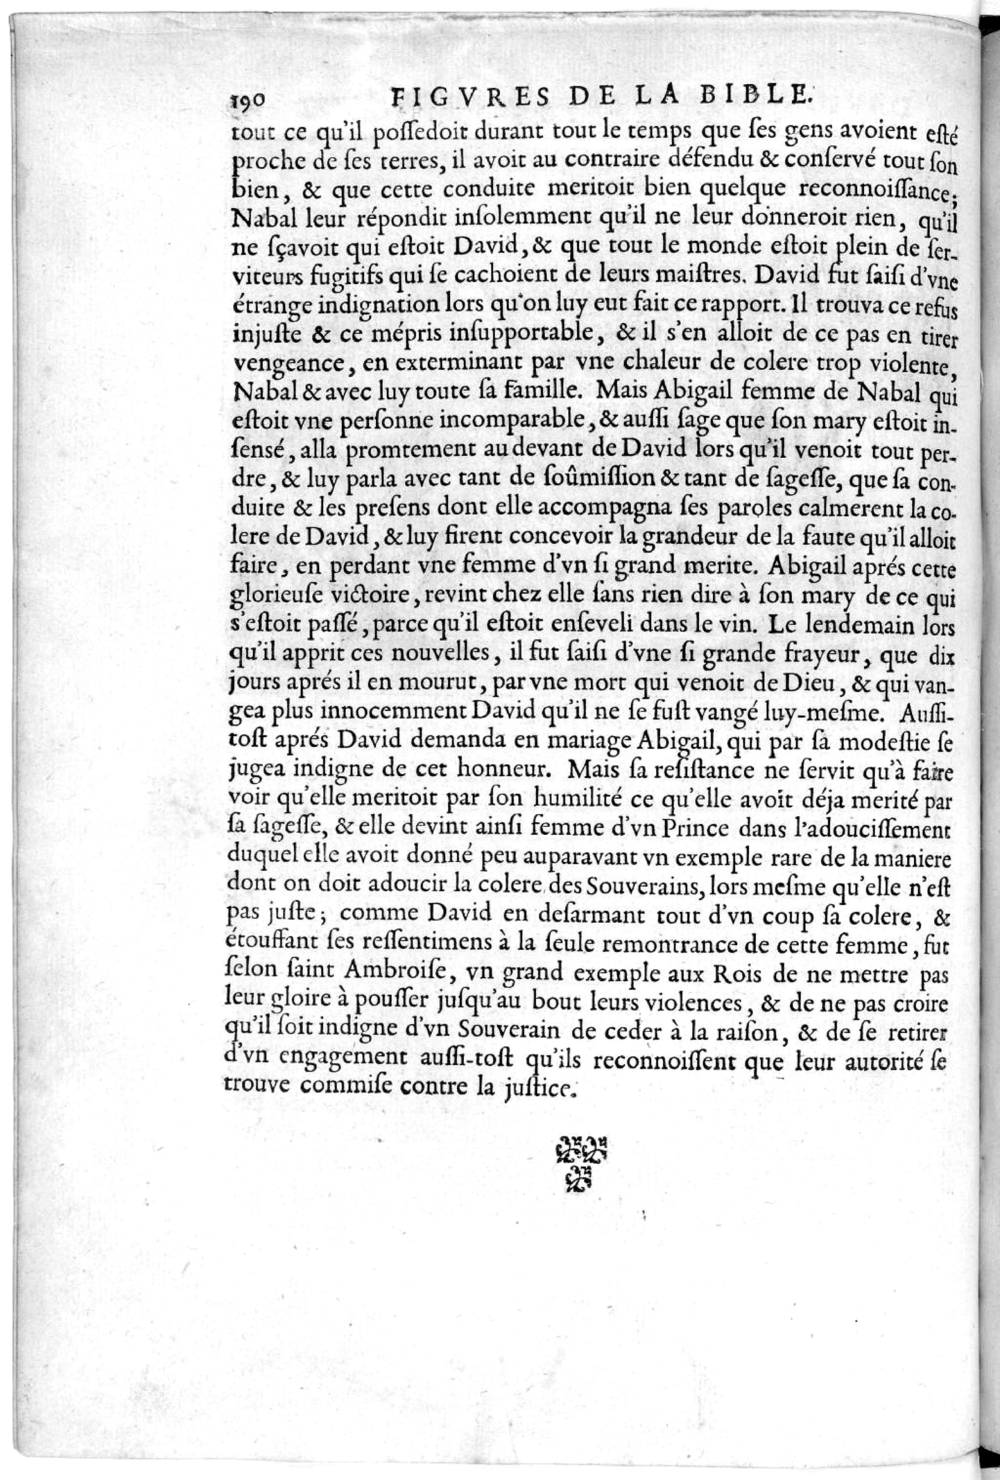 190 FIGVRES DE LA BIBLE.
tout ce qu'il poſſedoit durant tout le temps que ſes gens avoient eſté
proche de ſes terres, il avoit au contraire défendu & conſervé tout ſon
bien, & que cette conduite meritoit bien quelque reconnoiſſance;
Nabal leur répondit inſolemment qu'il ne leur donneroit rien, qu'il
ne ſçavoit qui eſtoit David, & que tout le monde eſtoit plein de ſer-
viteurs fugitifs qui ſe cachoient de leurs maiſtres. David fut ſaiſi d'vne
étrange indignation lors qu'on luy eut fait ce rapport. Il trouva ce refus
injuſte & ce mépris inſupportable, & il s'en alloit de ce pas en tirer
vengeance, en exterminant par vne chaleur de colere trop violente,
Nabal & avec luy toute ſa famille. Mais Abigail femme de Nabal qui
eſtoit vne perſonne incomparable, & auſſi ſage que ſon mary eſtoit in-
ſenſé, alla promtement au devant de David lors qu'il venoit tout per-
dre, & luy parla avec tant de ſoûmiſſion & tant de ſageſſe, que ſa con-
duite & les preſens dont elle accompagna ſes paroles calmerent la co-
lere de David, & luy firent concevoir la grandeur de la faute qu'il alloit
faire, en perdant vne femme d'vn ſi grand merite. Abigail aprés cette
glorieuſe victoire, revint chez elle ſans rien dire à ſon mary de ce qui
s'eſtoit paſſé, parce qu'il eſtoit enſeveli dans le vin. Le lendemain lors
qu'il apprit ces nouvelles, il fut ſaiſi d'vne ſi grande frayeur, que dix
jours aprés il en mourut, par vne mort qui venoit de Dieu, & qui van-
gea plus innocemment David qu'il ne ſe fuſt vangé luy-meſme. Auſſi-
toſt aprés David demanda en mariage Abigail, qui par ſa modeſtie ſe
jugea indigne de cet honneur. Mais ſa reſiſtance ne ſervit qu'à faire
voir qu'elle meritoit par ſon humilité ce qu'elle avoit déja merité par
ſa ſageſſe, & elle devint ainſi femme d'vn Prince dans l'adouciſſement
duquel elle avoit donné peu auparavant vn exemple rare de la maniere
dont on doit adoucir la colere des Souverains, lors meſme qu'elle n'eſt
pas juſte; comme David en deſarmant tout d'vn coup ſa colere, &
étouffant ſes reſſentimens à la ſeule remontrance de cette femme, fut
ſelon ſaint Ambroiſe, vn grand exemple aux Rois de ne mettre pas
leur gloire à pouſſer juſqu'au bout leurs violences, & de ne pas croire
qu'il ſoit indigne d'vn Souverain de ceder à la raiſon, & de ſe retirer
d'vn engagement auſſi-toſt qu'ils reconnoiſſent que leur autorité ſe
trouve commiſe contre la juſtice.